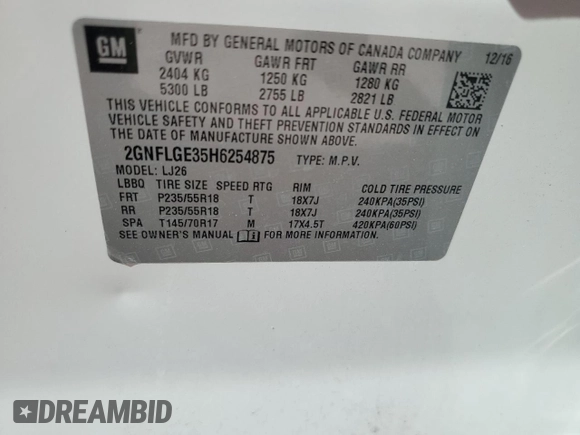 GM
MFD BY GENERAL MOTORS OF CANADA COMPANY
GVWR GAWR FRT GAWR RR 12/16
2404 KG 1250 KG 1280 KG
5300 LB 2755 LB 2821 LB
THIS VEHICLE CONFORMS TO ALL APPLICABLE U.S. FEDERAL MOTOR
VEHICLE SAFETY AND THEFT PREVENTION STANDARDS IN EFFECT ON
THE DATE OF MANUFACTURE SHOWN ABOVE.
2GNFLGE35H6254875 TYPE: M.P.V.
MODEL: LJ26
LBBQ TIRE SIZE SPEED RTG RIM COLD TIRE PRESSURE
FRT P235/55R18 T 18X7J 240KPA(35PSI)
RR P235/55R18 T 18X7J 240KPA(35PSI)
SPA T145/70R17 M 17X4.5T 420KPA(60PSI)
SEE OWNER'S MANUAL FOR MORE INFORMATION.
DREAMBID